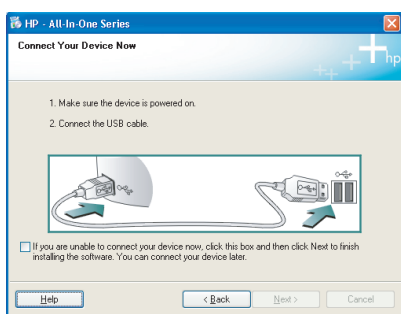 HP - All-In-One Series
Connect Your Device Now
hp
1. Make sure the device is powered on.
2. Connect the USB cable.
If you are unable to connect your device now, click this box and then click Next to finish
installing the software. You can connect your device later.
Help
< Back
Next >
Cancel